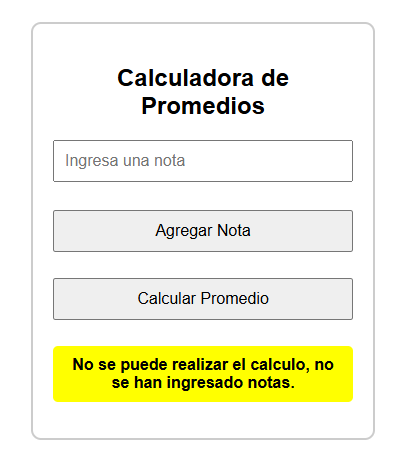 Calculadora de
Promedios
Ingresa una nota
Agregar Nota
Calcular Promedio
No se puede realizar el calculo, no
se han ingresado notas.